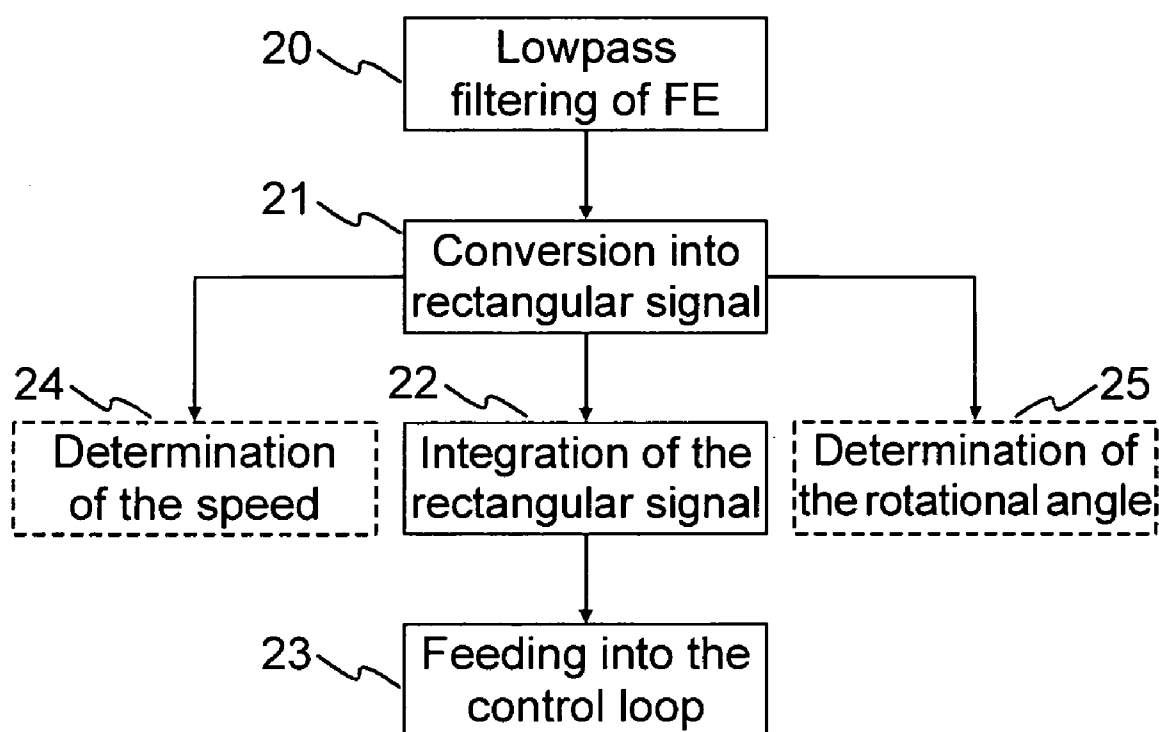 20
Lowpass
filtering of FE
21
Conversion into
rectangular signal
24
Determination
of the speed
22
Integration of the
rectangular signal
25
Determination of
the rotational angle
23
Feeding into the
control loop